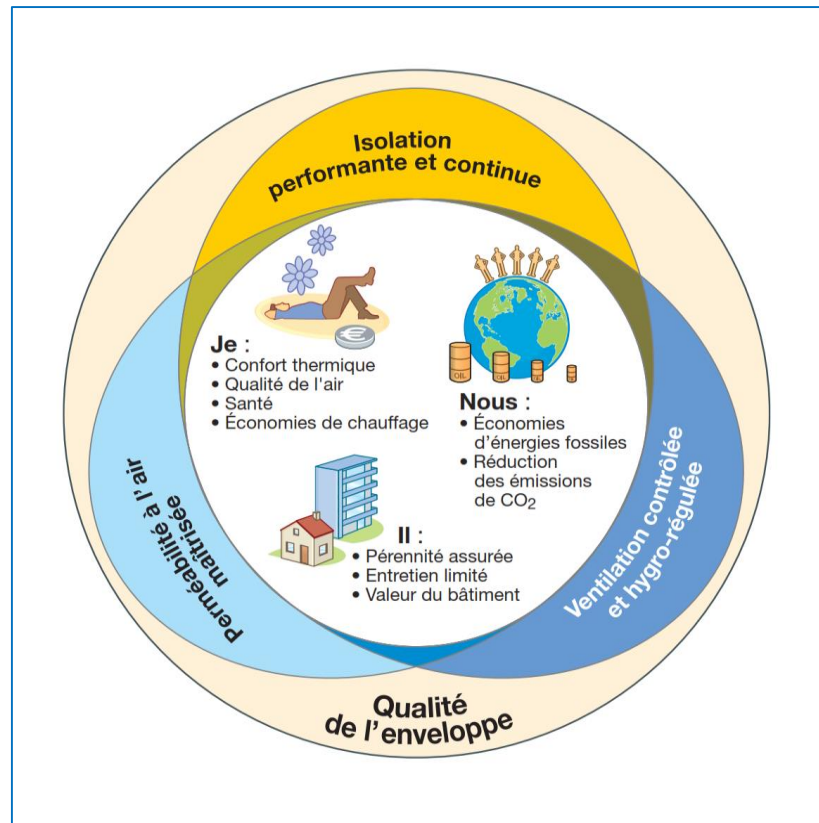 Isolation
performante et continue
Je :
• Confort thermique
• Qualité de l'air
• Santé
• Économies de chauffage
Nous :
• Économies
d'énergies fossiles
• Réduction
des émissions
de CO2
Il :
• Pérennité assurée
• Entretien limité
• Valeur du bâtiment
Perméabilité à l'air
maîtrisée
Ventilation contrôlée
et hygro-régulée
Qualité
de l'enveloppe
OIL